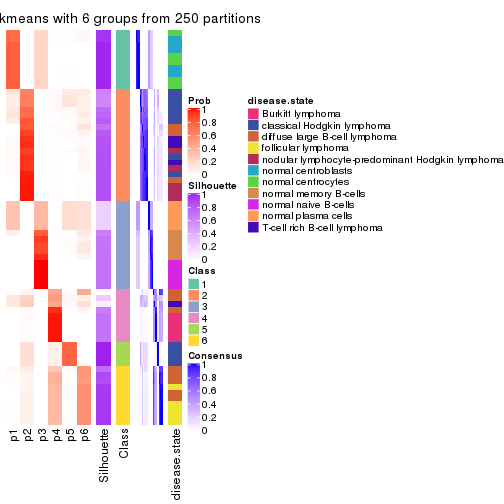 kmeans with 6 groups from 250 partitions
Prob
1
0.8
0.6
0.4
0.2
0
Silhouette
1
0.8
0.6
0.4
0.2
0
Class
1
2
3
4
5
6
Consensus
1
0.8
0.6
0.4
0.2
0
disease.state
Burkitt lymphoma
classical Hodgkin lymphoma
diffuse large B-cell lymphoma
follicular lymphoma
nodular lymphocyte-predominant Hodgkin lymphoma
normal centroblasts
normal centrocytes
normal memory B-cells
normal naive B-cells
normal plasma cells
T-cell rich B-cell lymphoma
p1
p2
p3
p4
p5
p6
Silhouette
Class
disease.state